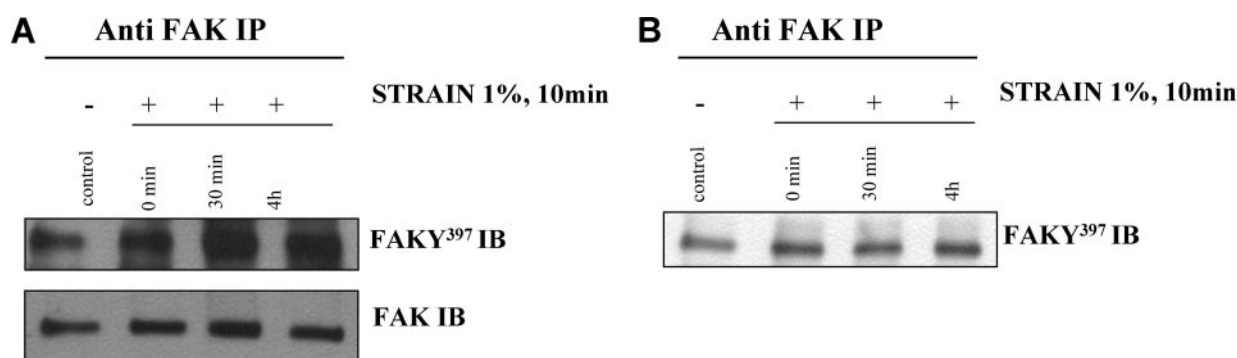 A
Anti FAK IP
- + + + STRAIN 1%, 10min
control 0 min 30 min 4h
FAKY³⁹⁷ IB
FAK IB
B
Anti FAK IP
- + + + STRAIN 1%, 10min
control 0 min 30 min 4h
FAKY³⁹⁷ IB